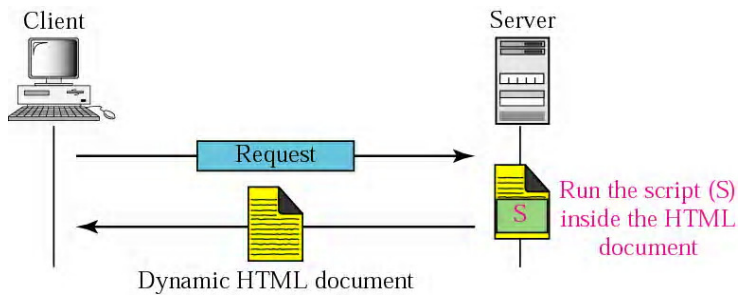 Client
Server
Request
S
Run the script (S)
inside the HTML
document
Dynamic HTML document